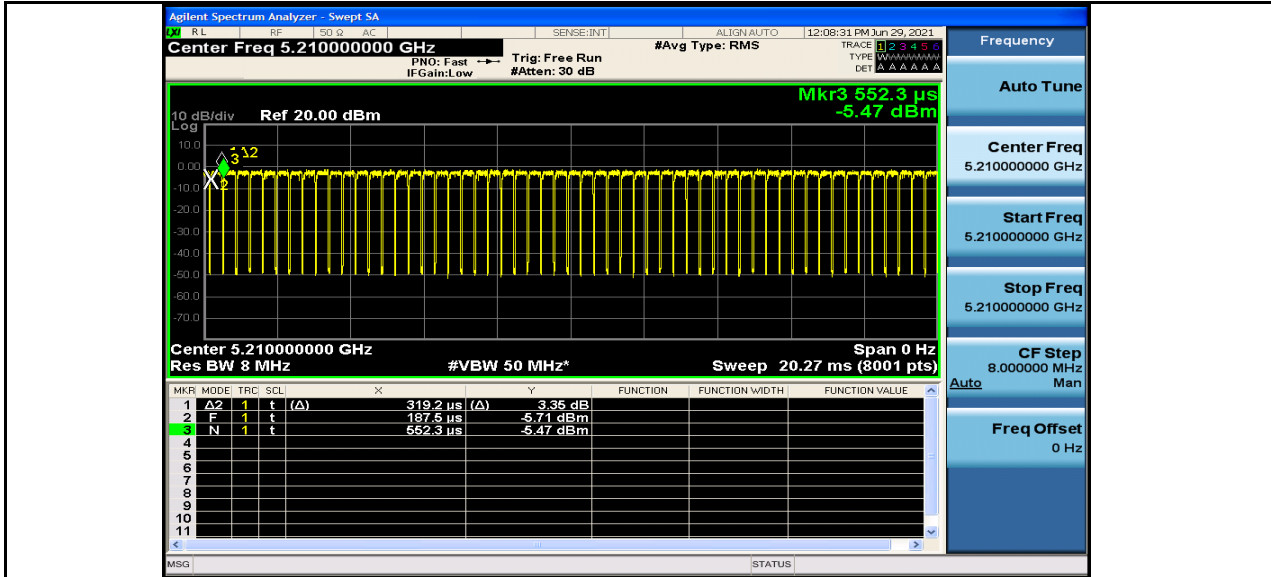 Agilent Spectrum Analyzer - Swept SA
LXI RL RF 50 Ω AC SENSE:INT ALIGN AUTO 12:08:31 PM Jun 29, 2021
Center Freq 5.210000000 GHz #Avg Type: RMS TRACE 1 2 3 4 5 6
PNO: Fast Trig: Free Run TYPE WWWWWW
IFGain:Low #Atten: 30 dB DET A A A A A A
Mkr3 552.3 µs
-5.47 dBm
10 dB/div Ref 20.00 dBm
Log
10.0
0.00
-10.0
-20.0
-30.0
-40.0
-50.0
-60.0
-70.0
3 1Δ2
X2
Center 5.210000000 GHz Span 0 Hz
Res BW 8 MHz #VBW 50 MHz* Sweep 20.27 ms (8001 pts)
MKR MODE TRC SCL X Y FUNCTION FUNCTION WIDTH FUNCTION VALUE
1 Δ2 1 t (Δ) 319.2 µs (Δ) 3.35 dB
2 F 1 t 187.5 µs -5.71 dBm
3 N 1 t 552.3 µs -5.47 dBm
4
5
6
7
8
9
10
11
MSG STATUS
Frequency
Auto Tune
Center Freq
5.210000000 GHz
Start Freq
5.210000000 GHz
Stop Freq
5.210000000 GHz
CF Step
8.000000 MHz
Auto Man
Freq Offset
0 Hz